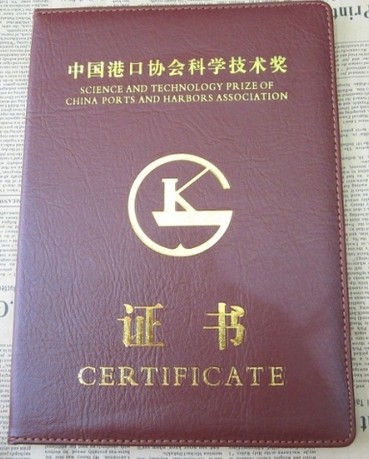 中国港口协会科学技术奖
SCIENCE AND TECHNOLOGY PRIZE OF
CHINA PORTS AND HARBORS ASSOCIATION
证书
CERTIFICATE